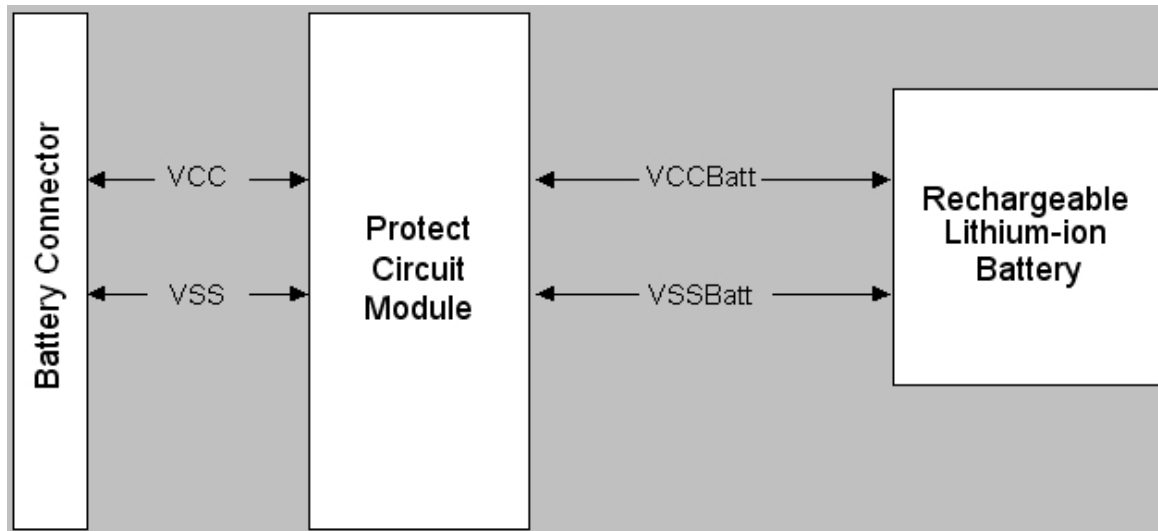 Battery Connector
VCC
VSS
Protect
Circuit
Module
VCCBatt
VSSBatt
Rechargeable
Lithium-ion
Battery